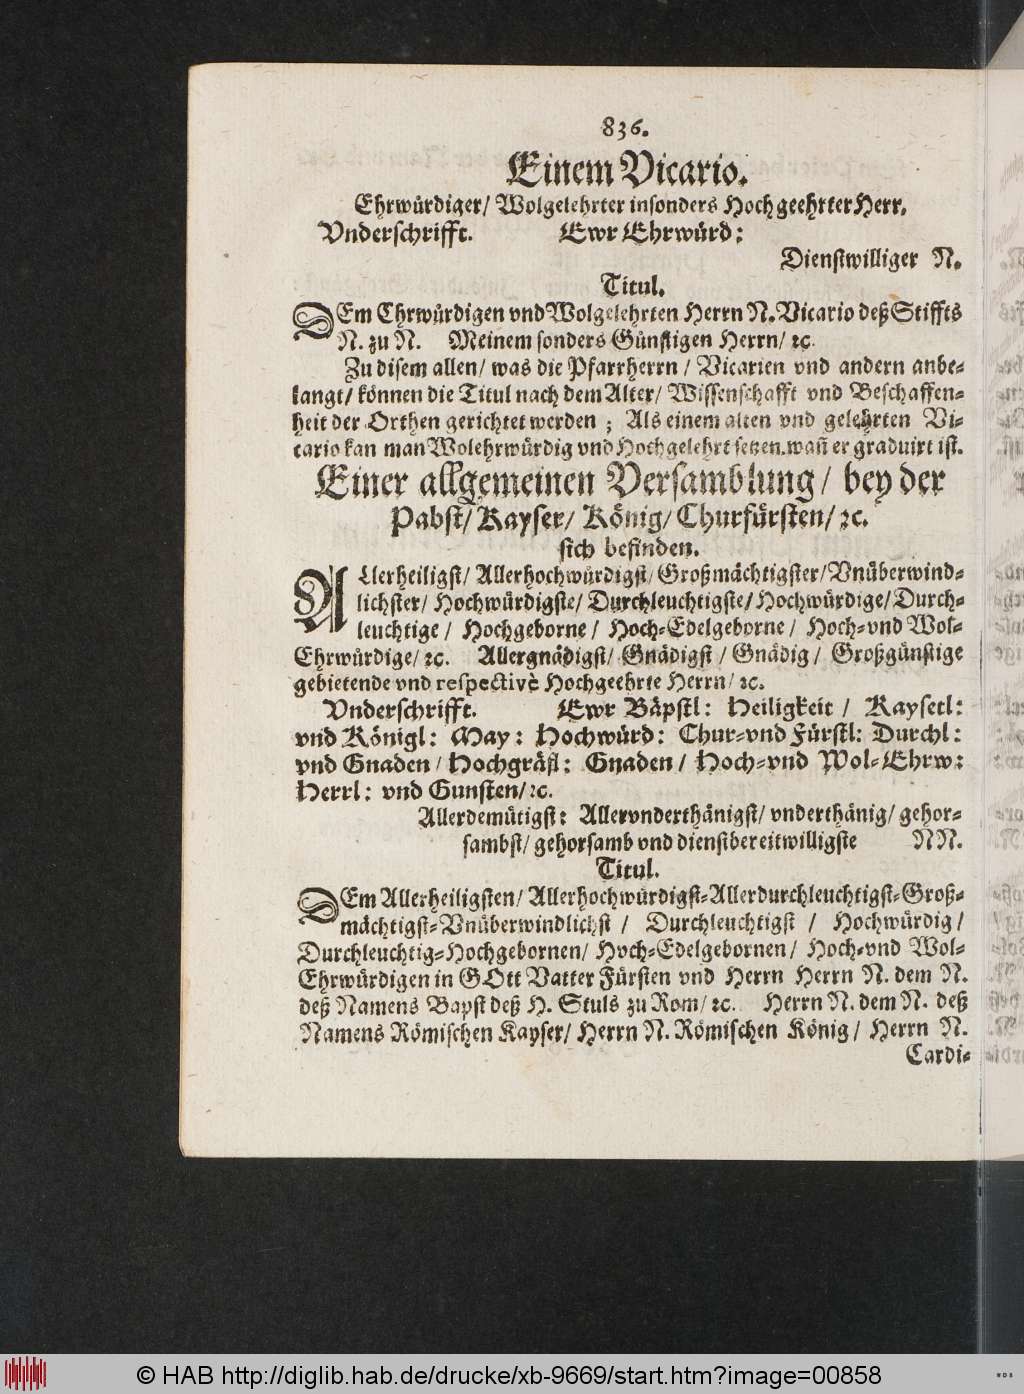 836.
Einem Vicario.
Ehrwürdiger/ Wolgelehrter insonders Hochgeehrter Herr.
Vnderschrifft. Ewr Ehrwürd:
Dienstwilliger N.
Titul.
DEm Ehrwürdigen vnd Wolgelehrten Herrn N. Vicario deß Stiffts
N. zu N. Meinem sonders Günstigen Herrn/ ꝛc.
Zu disem allen/ was die Pfarrherrn/ Vicarien vnd andern anbe-
langt/ können die Titul nach dem Alter/ Wissenschafft vnd Beschaffen-
heit der Orthen gerichtet werden; Als einem alten vnd gelehrten Vi-
cario kan man Wolehrwürdig vnd Hochgelehrt setzen. wañ er graduirt ist.
Einer allgemeinen Versamblung/ bey der
Pabst/ Kayser/ König/ Churfürsten/ ꝛc.
sich befinden.
ALlerheiligst/ Allerhochwürdigst/ Großmächtigster/ Vnüberwind-
lichster/ Hochwürdigste/ Durchleuchtigste/ Hochwürdige/ Durch-
leuchtige/ Hochgeborne/ Hoch-Edelgeborne/ Hoch-vnd Wol-
Ehrwürdige/ ꝛc. Allergnädigst/ Gnädigst/ Gnädig/ Großgünstige
gebietende vnd respectivè Hochgeehrte Herrn/ ꝛc.
Vnderschrifft. Ewr Bäpstl: Heiligkeit/ Kayserl:
vnd Königl: May: Hochwürd: Chur-vnd Fürstl: Durchl:
vnd Gnaden/ Hochgräfl: Gnaden/ Hoch-vnd Wol-Ehrw:
Herrl: vnd Gunsten/ ꝛc.
Allerdemütigst: Allervnderthänigst/ vnderthänig/ gehor-
sambst/ gehorsamb vnd dienstbereitwilligste NN.
Titul.
DEm Allerheiligsten/ Allerhochwürdigst-Allerdurchleuchtigst-Groß-
mächtigst-Vnüberwindlichst/ Durchleuchtigst/ Hochwürdig/
Durchleuchtig-Hochgebornen/ Hoch-Edelgebornen/ Hoch-vnd Wol-
Ehrwürdigen in GOtt Vatter Fürsten vnd Herrn Herrn N. dem N.
deß Namens Bapst deß H. Stuls zu Rom/ ꝛc. Herrn N. dem N. deß
Namens Römischen Kayser/ Herrn N. Römischen König/ Herrn N.
Cardi-
© HAB http://diglib.hab.de/drucke/xb-9669/start.htm?image=00858